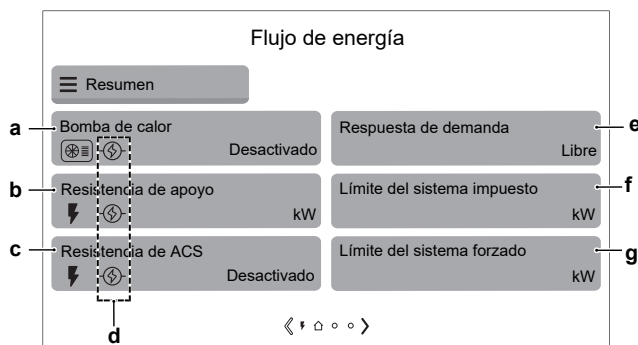 Flujo de energía
Resumen
a
Bomba de calor
Desactivado
Respuesta de demanda
Libre
e
b
Resistencia de apoyo
kW
Límite del sistema impuesto
kW
f
c
Resistencia de ACS
Desactivado
Límite del sistema forzado
kW
g
d